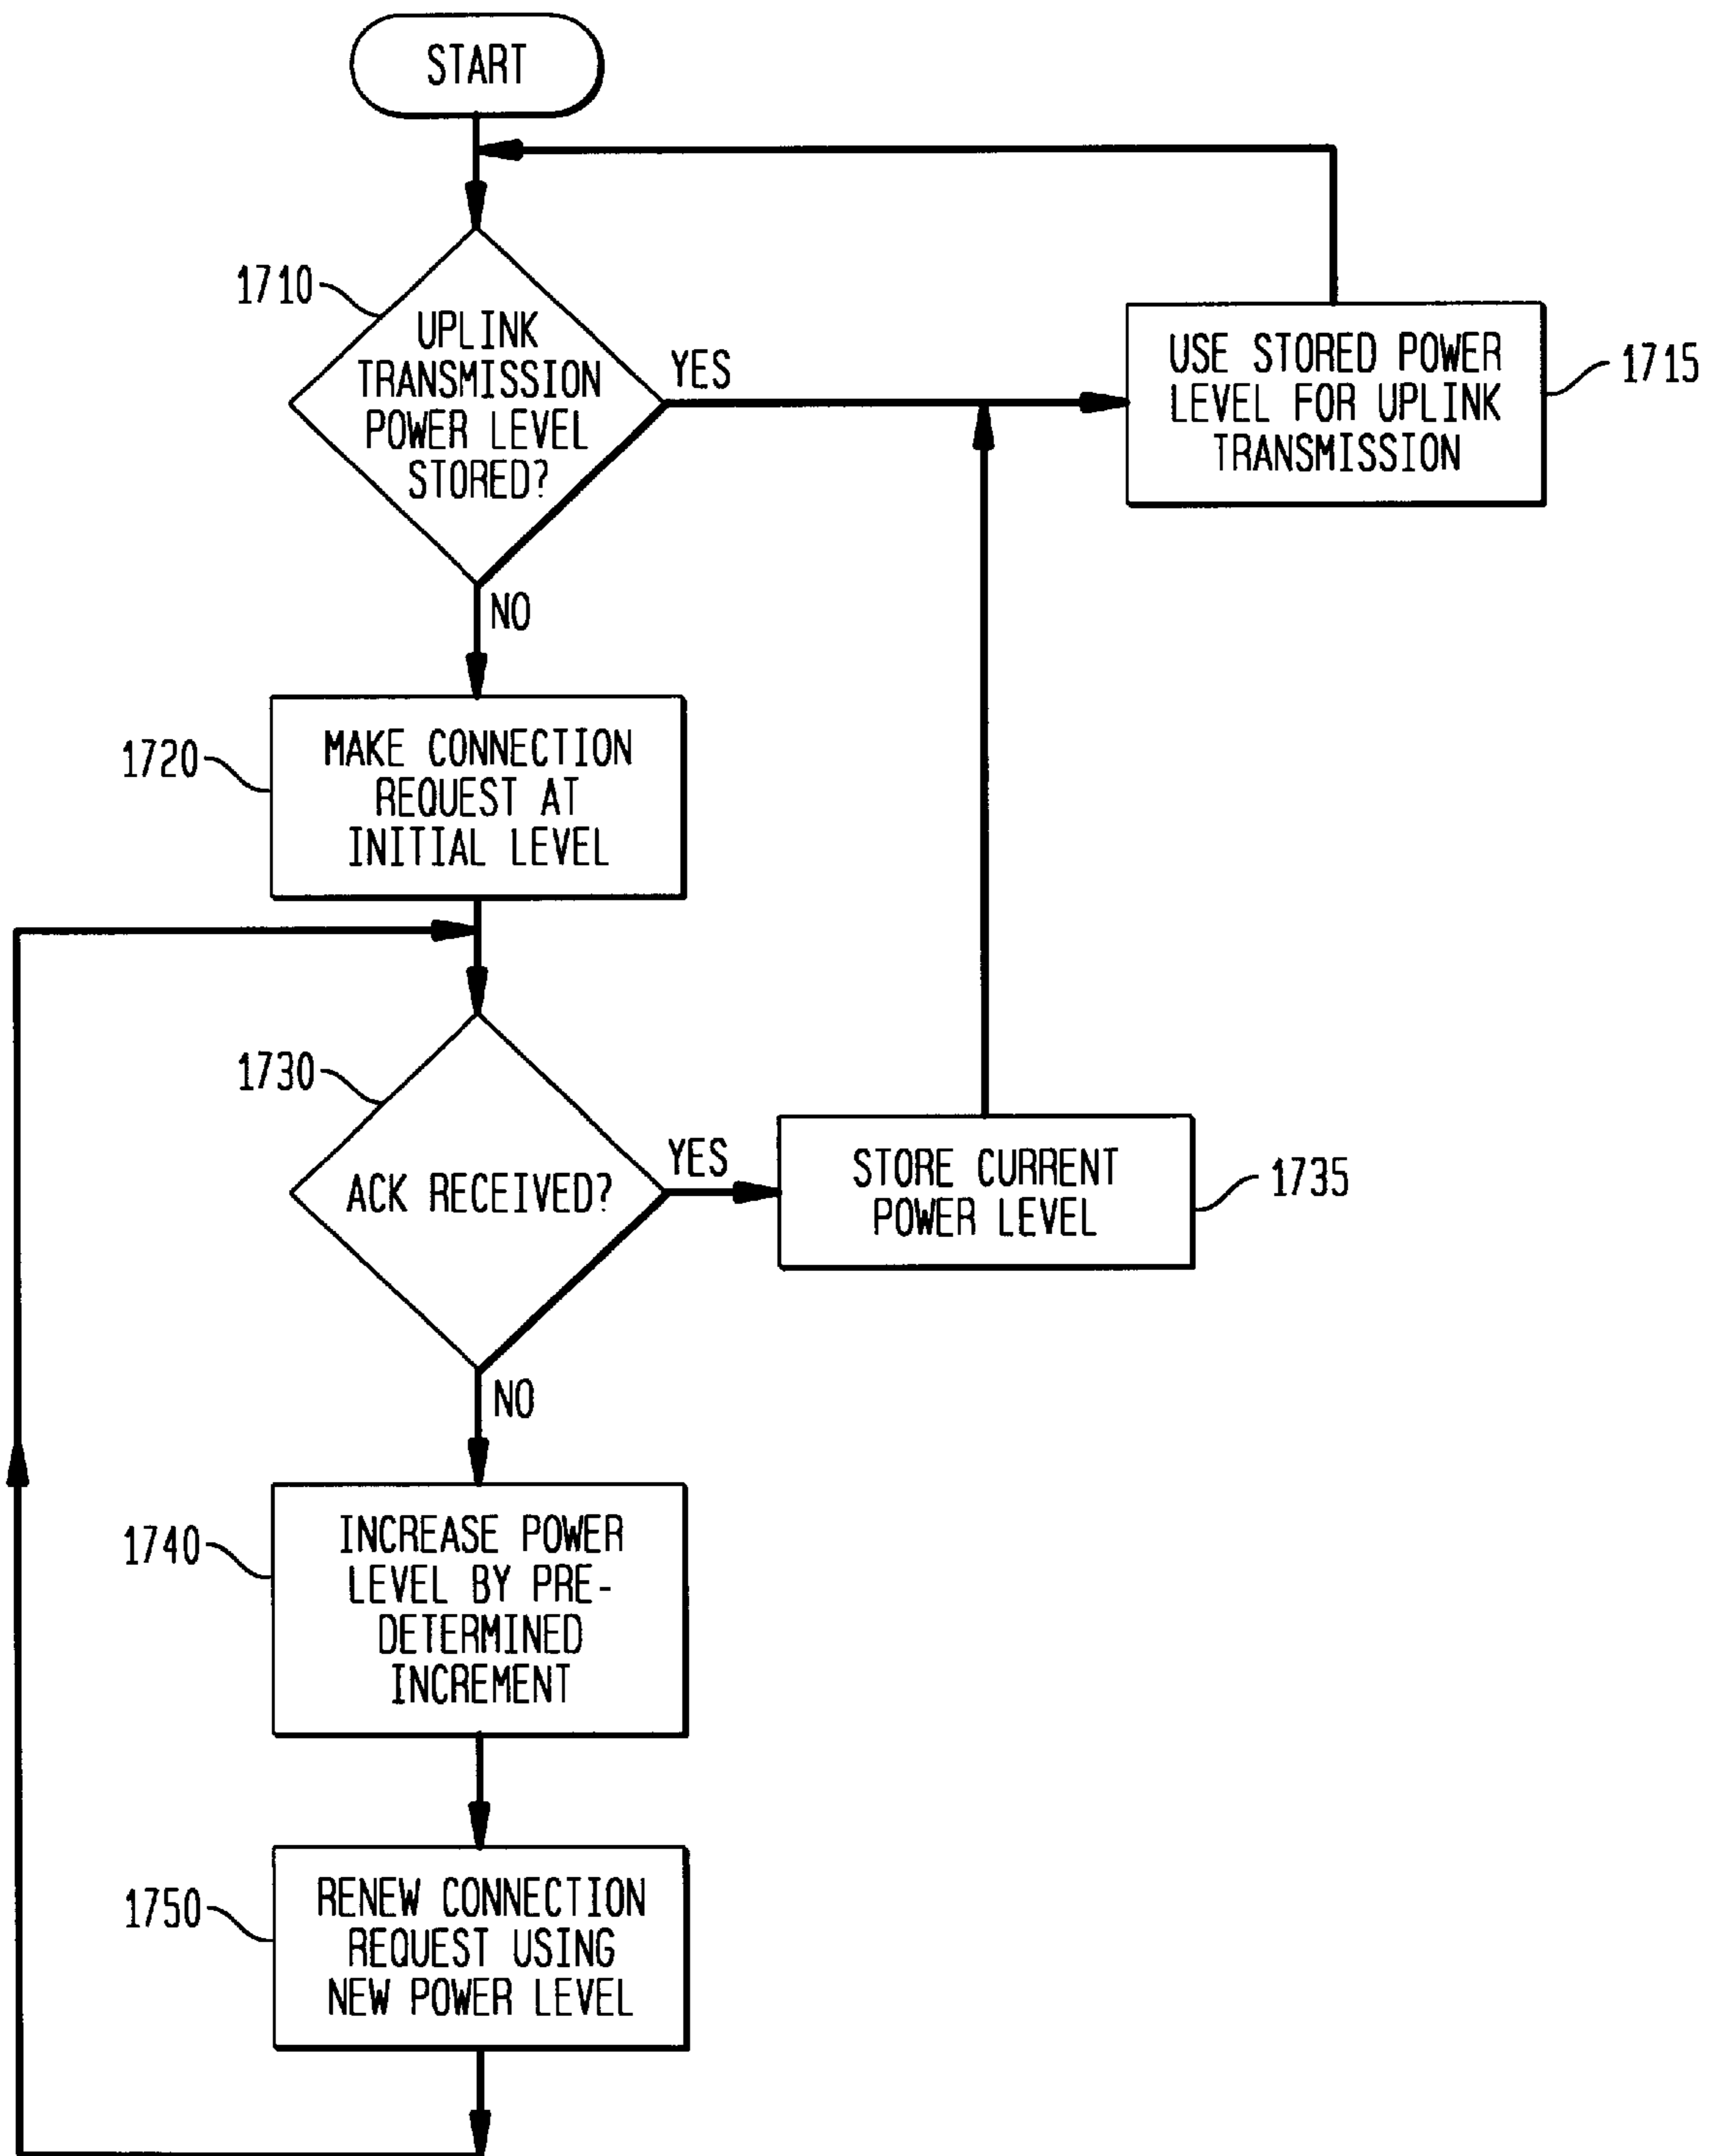 START
1710
UPLINK
TRANSMISSION
POWER LEVEL
STORED?
YES
USE STORED POWER
LEVEL FOR UPLINK
TRANSMISSION
1715
NO
1720
MAKE CONNECTION
REQUEST AT
INITIAL LEVEL
1730
ACK RECEIVED?
YES
STORE CURRENT
POWER LEVEL
1735
NO
1740
INCREASE POWER
LEVEL BY PRE-
DETERMINED
INCREMENT
1750
RENEW CONNECTION
REQUEST USING
NEW POWER LEVEL